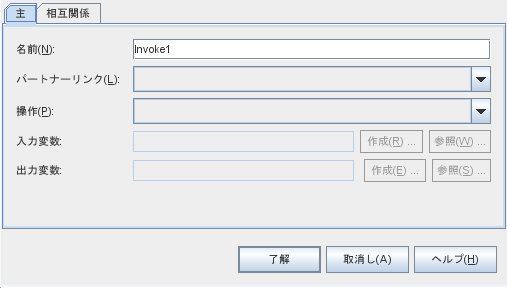 主 相互関係
名前(N): Invoke1
パートナーリンク(L):
操作(P):
入力変数: 作成(R) ... 参照(W) ...
出力変数: 作成(E) ... 参照(S) ...
了解 取消し(A) ヘルプ(H)